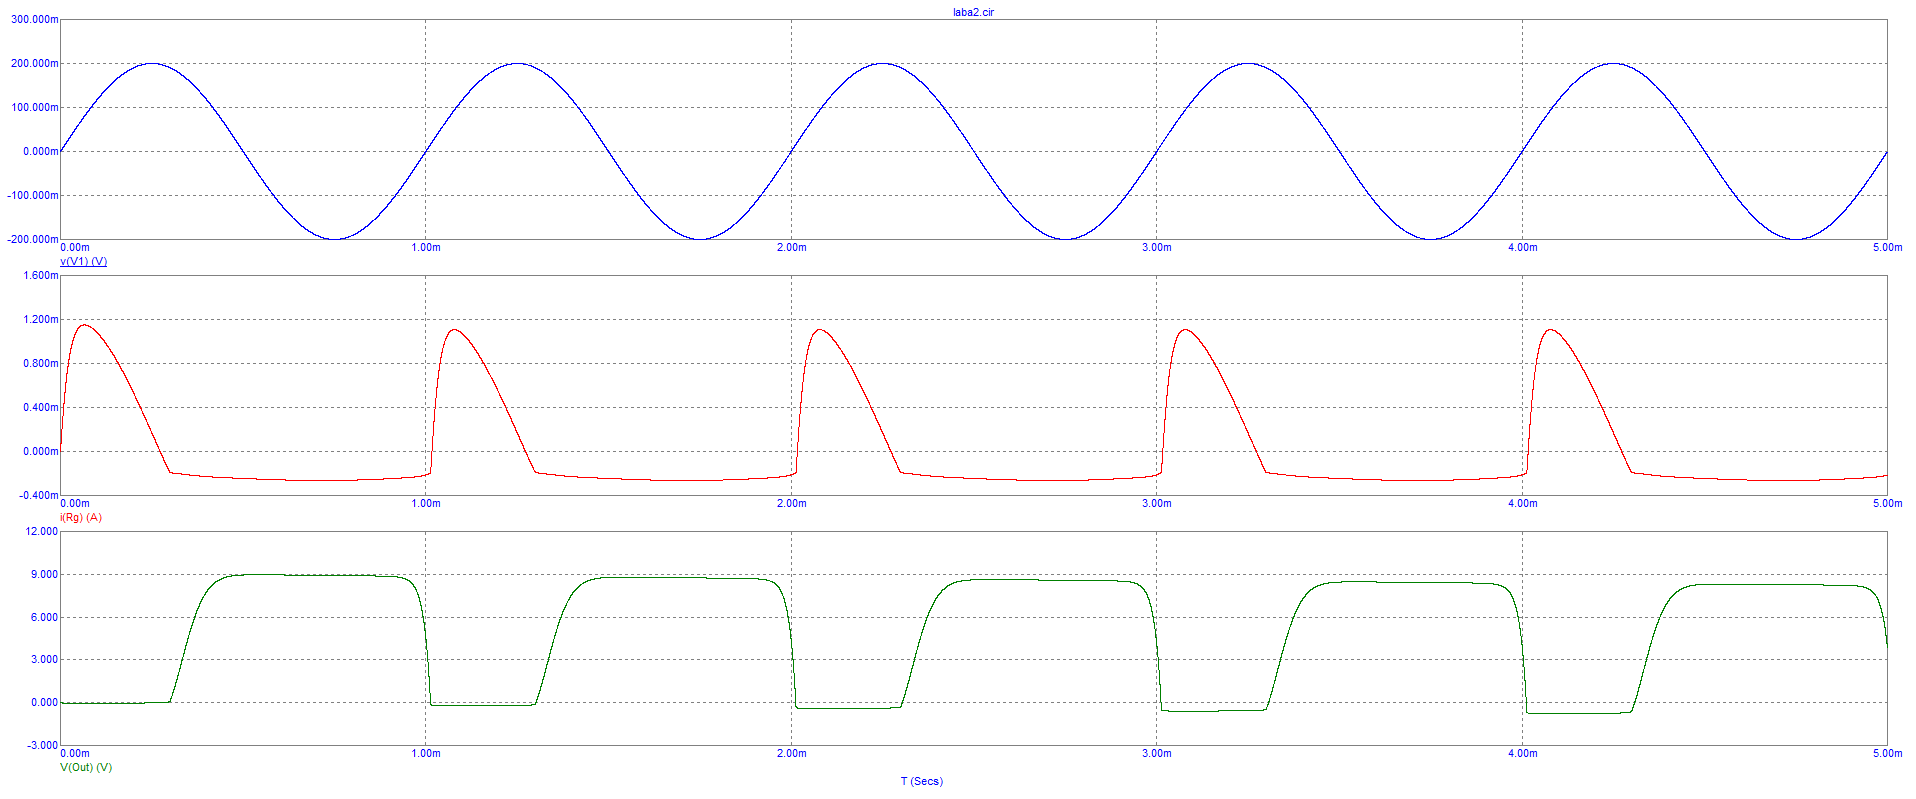 laba2.cir
300.000m
200.000m
100.000m
0.000m
-100.000m
-200.000m
0.00m 1.00m 2.00m 3.00m 4.00m 5.00m
v(V1) (V)
1.600m
1.200m
0.800m
0.400m
0.000m
-0.400m
0.00m 1.00m 2.00m 3.00m 4.00m 5.00m
i(Rg) (A)
12.000
9.000
6.000
3.000
0.000
-3.000
0.00m 1.00m 2.00m 3.00m 4.00m 5.00m
V(Out) (V)
T (Secs)